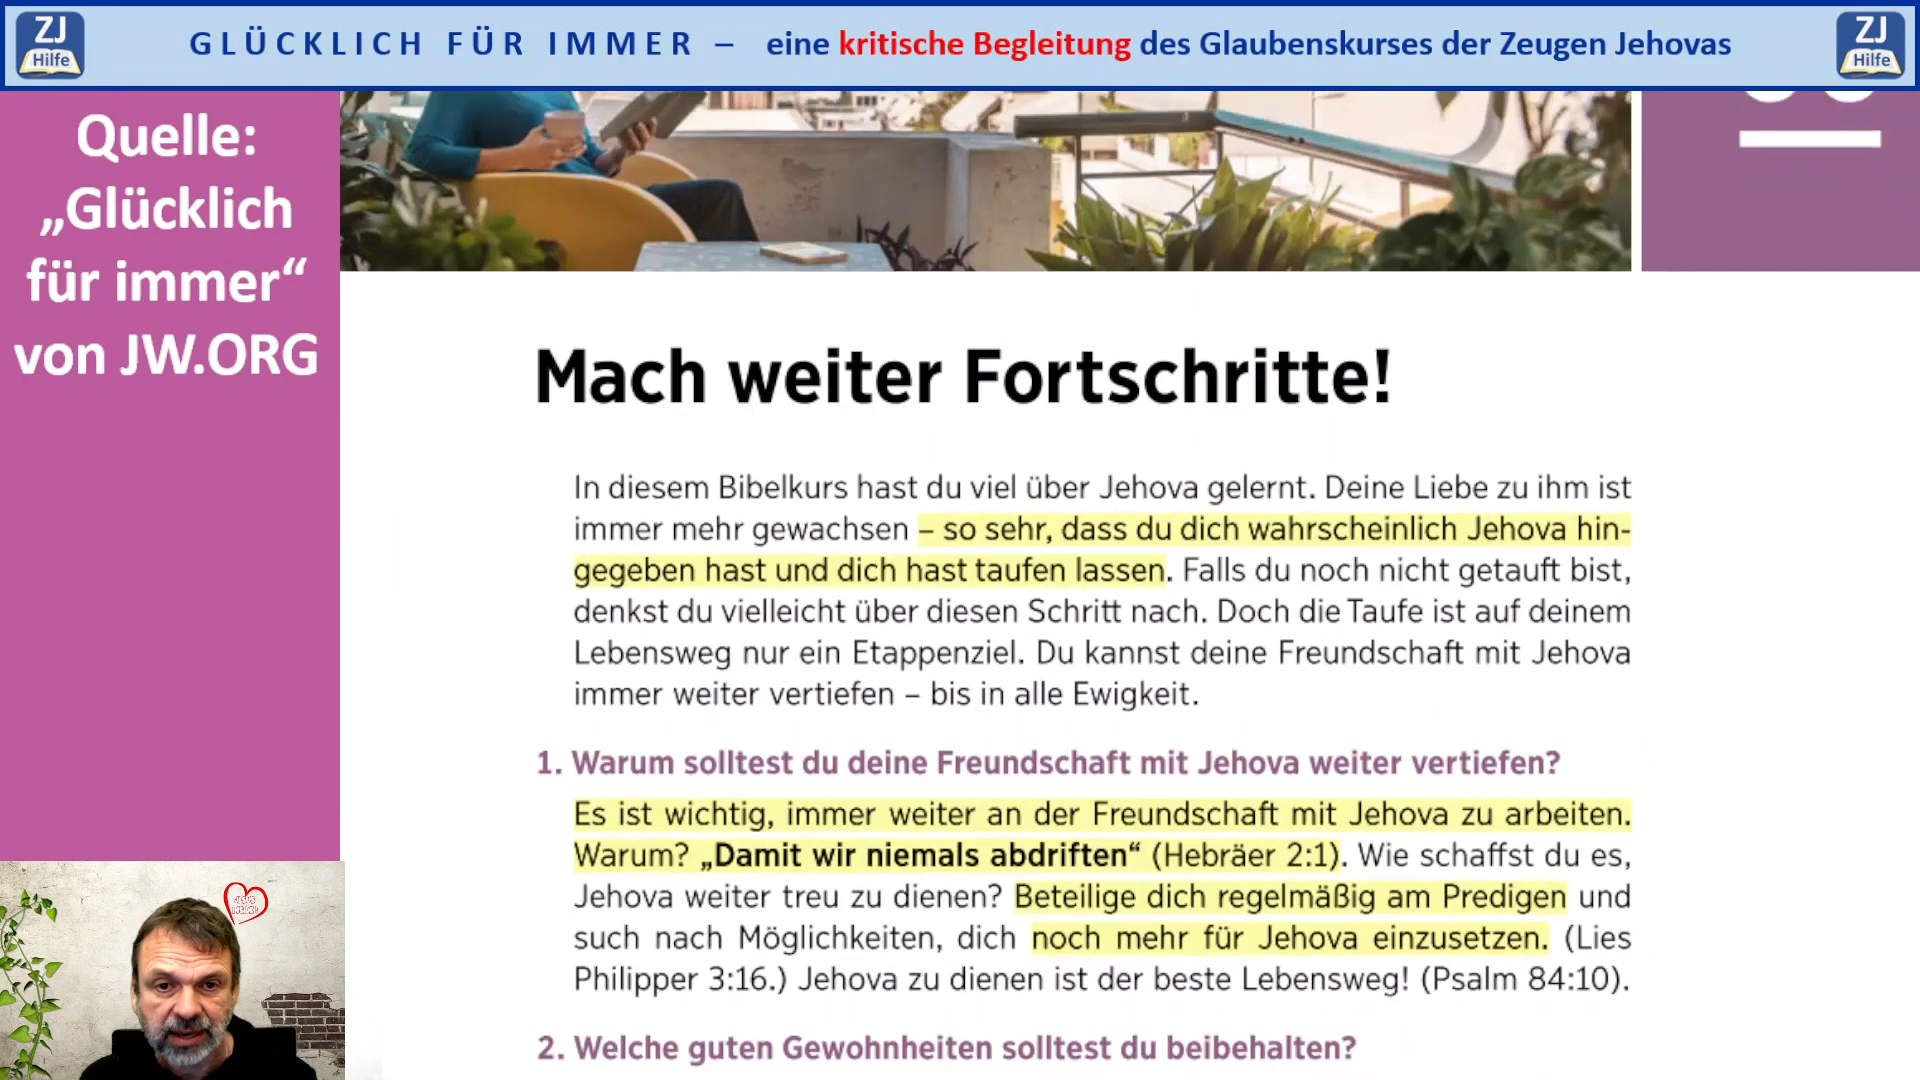 ZJ
Hilfe
GLÜCKLICH FÜR IMMER – eine kritische Begleitung des Glaubenskurses der Zeugen Jehovas
ZJ
Hilfe
Quelle:
„Glücklich
für immer“
von JW.ORG
Mach weiter Fortschritte!
In diesem Bibelkurs hast du viel über Jehova gelernt. Deine Liebe zu ihm ist
immer mehr gewachsen – so sehr, dass du dich wahrscheinlich Jehova hin-
gegeben hast und dich hast taufen lassen. Falls du noch nicht getauft bist,
denkst du vielleicht über diesen Schritt nach. Doch die Taufe ist auf deinem
Lebensweg nur ein Etappenziel. Du kannst deine Freundschaft mit Jehova
immer weiter vertiefen – bis in alle Ewigkeit.
1. Warum solltest du deine Freundschaft mit Jehova weiter vertiefen?
Es ist wichtig, immer weiter an der Freundschaft mit Jehova zu arbeiten.
Warum? „Damit wir niemals abdriften“ (Hebräer 2:1). Wie schaffst du es,
Jehova weiter treu zu dienen? Beteilige dich regelmäßig am Predigen und
such nach Möglichkeiten, dich noch mehr für Jehova einzusetzen. (Lies
Philipper 3:16.) Jehova zu dienen ist der beste Lebensweg! (Psalm 84:10).
2. Welche guten Gewohnheiten solltest du beibehalten?